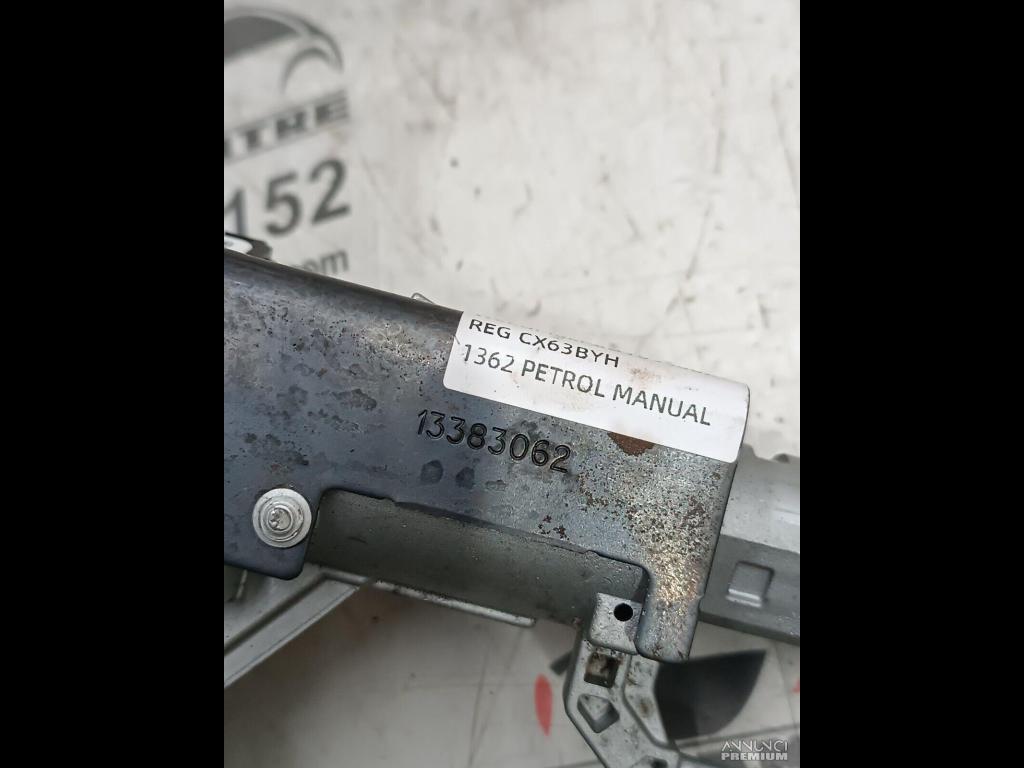 152
REG CX63BYH
1362 PETROL MANUAL
13383062
ANNUNCI
PREMIUM